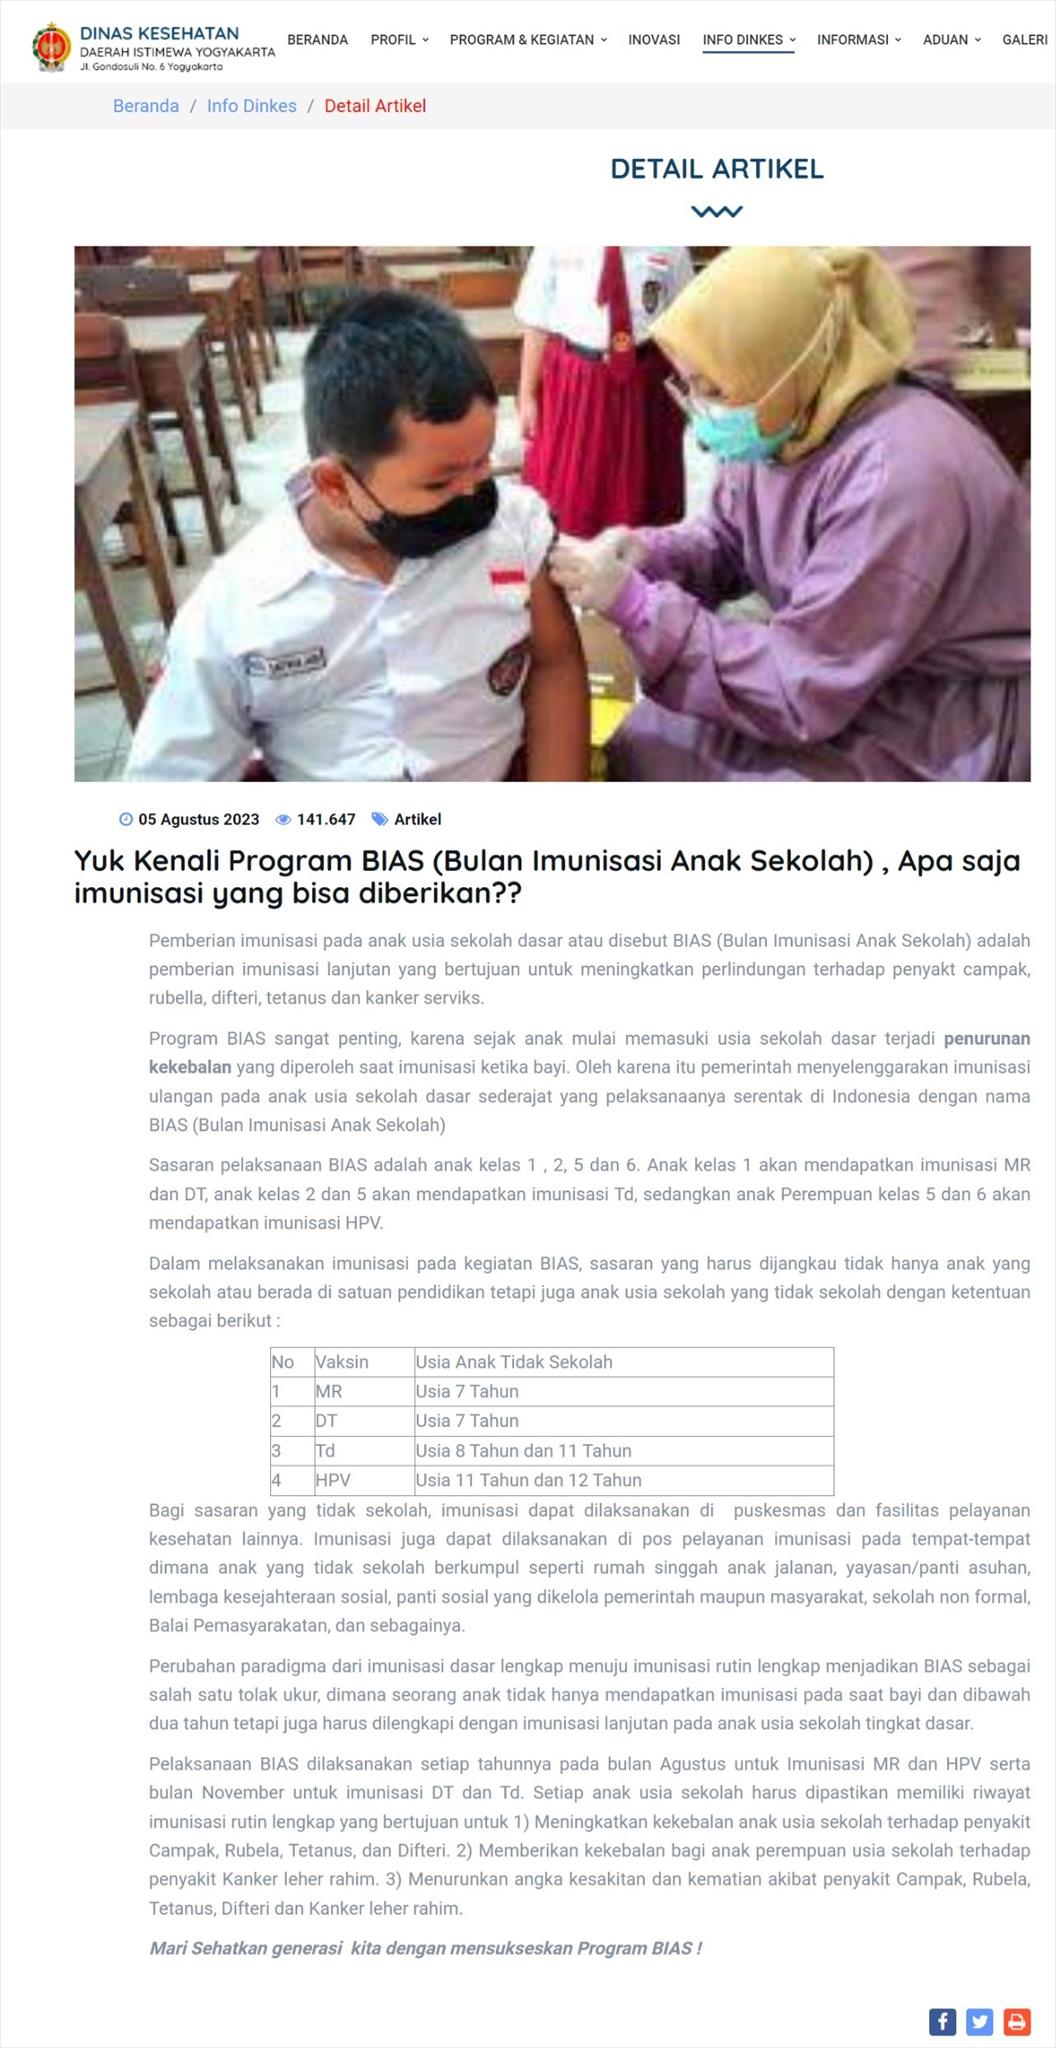 DINAS KESEHATAN
DAERAH ISTIMEWA YOGYAKARTA
Jl. Gondosuli No. 6 Yogyakarta
BERANDA PROFIL PROGRAM & KEGIATAN INOVASI INFO DINKES INFORMASI ADUAN GALERI
Beranda / Info Dinkes / Detail Artikel
DETAIL ARTIKEL
05 Agustus 2023 141.647 Artikel
Yuk Kenali Program BIAS (Bulan Imunisasi Anak Sekolah) , Apa saja
imunisasi yang bisa diberikan??
Pemberian imunisasi pada anak usia sekolah dasar atau disebut BIAS (Bulan Imunisasi Anak Sekolah) adalah
pemberian imunisasi lanjutan yang bertujuan untuk meningkatkan perlindungan terhadap penyakt campak,
rubella, difteri, tetanus dan kanker serviks.
Program BIAS sangat penting, karena sejak anak mulai memasuki usia sekolah dasar terjadi penurunan
kekebalan yang diperoleh saat imunisasi ketika bayi. Oleh karena itu pemerintah menyelenggarakan imunisasi
ulangan pada anak usia sekolah dasar sederajat yang pelaksanaanya serentak di Indonesia dengan nama
BIAS (Bulan Imunisasi Anak Sekolah)
Sasaran pelaksanaan BIAS adalah anak kelas 1 , 2, 5 dan 6. Anak kelas 1 akan mendapatkan imunisasi MR
dan DT, anak kelas 2 dan 5 akan mendapatkan imunisasi Td, sedangkan anak Perempuan kelas 5 dan 6 akan
mendapatkan imunisasi HPV.
Dalam melaksanakan imunisasi pada kegiatan BIAS, sasaran yang harus dijangkau tidak hanya anak yang
sekolah atau berada di satuan pendidikan tetapi juga anak usia sekolah yang tidak sekolah dengan ketentuan
sebagai berikut :
No Vaksin Usia Anak Tidak Sekolah
1 MR Usia 7 Tahun
2 DT Usia 7 Tahun
3 Td Usia 8 Tahun dan 11 Tahun
4 HPV Usia 11 Tahun dan 12 Tahun
Bagi sasaran yang tidak sekolah, imunisasi dapat dilaksanakan di puskesmas dan fasilitas pelayanan
kesehatan lainnya. Imunisasi juga dapat dilaksanakan di pos pelayanan imunisasi pada tempat-tempat
dimana anak yang tidak sekolah berkumpul seperti rumah singgah anak jalanan, yayasan/panti asuhan,
lembaga kesejahteraan sosial, panti sosial yang dikelola pemerintah maupun masyarakat, sekolah non formal,
Balai Pemasyarakatan, dan sebagainya.
Perubahan paradigma dari imunisasi dasar lengkap menuju imunisasi rutin lengkap menjadikan BIAS sebagai
salah satu tolak ukur, dimana seorang anak tidak hanya mendapatkan imunisasi pada saat bayi dan dibawah
dua tahun tetapi juga harus dilengkapi dengan imunisasi lanjutan pada anak usia sekolah tingkat dasar.
Pelaksanaan BIAS dilaksanakan setiap tahunnya pada bulan Agustus untuk Imunisasi MR dan HPV serta
bulan November untuk imunisasi DT dan Td. Setiap anak usia sekolah harus dipastikan memiliki riwayat
imunisasi rutin lengkap yang bertujuan untuk 1) Meningkatkan kekebalan anak usia sekolah terhadap penyakit
Campak, Rubela, Tetanus, dan Difteri. 2) Memberikan kekebalan bagi anak perempuan usia sekolah terhadap
penyakit Kanker leher rahim. 3) Menurunkan angka kesakitan dan kematian akibat penyakit Campak, Rubela,
Tetanus, Difteri dan Kanker leher rahim.
Mari Sehatkan generasi kita dengan mensukseskan Program BIAS !